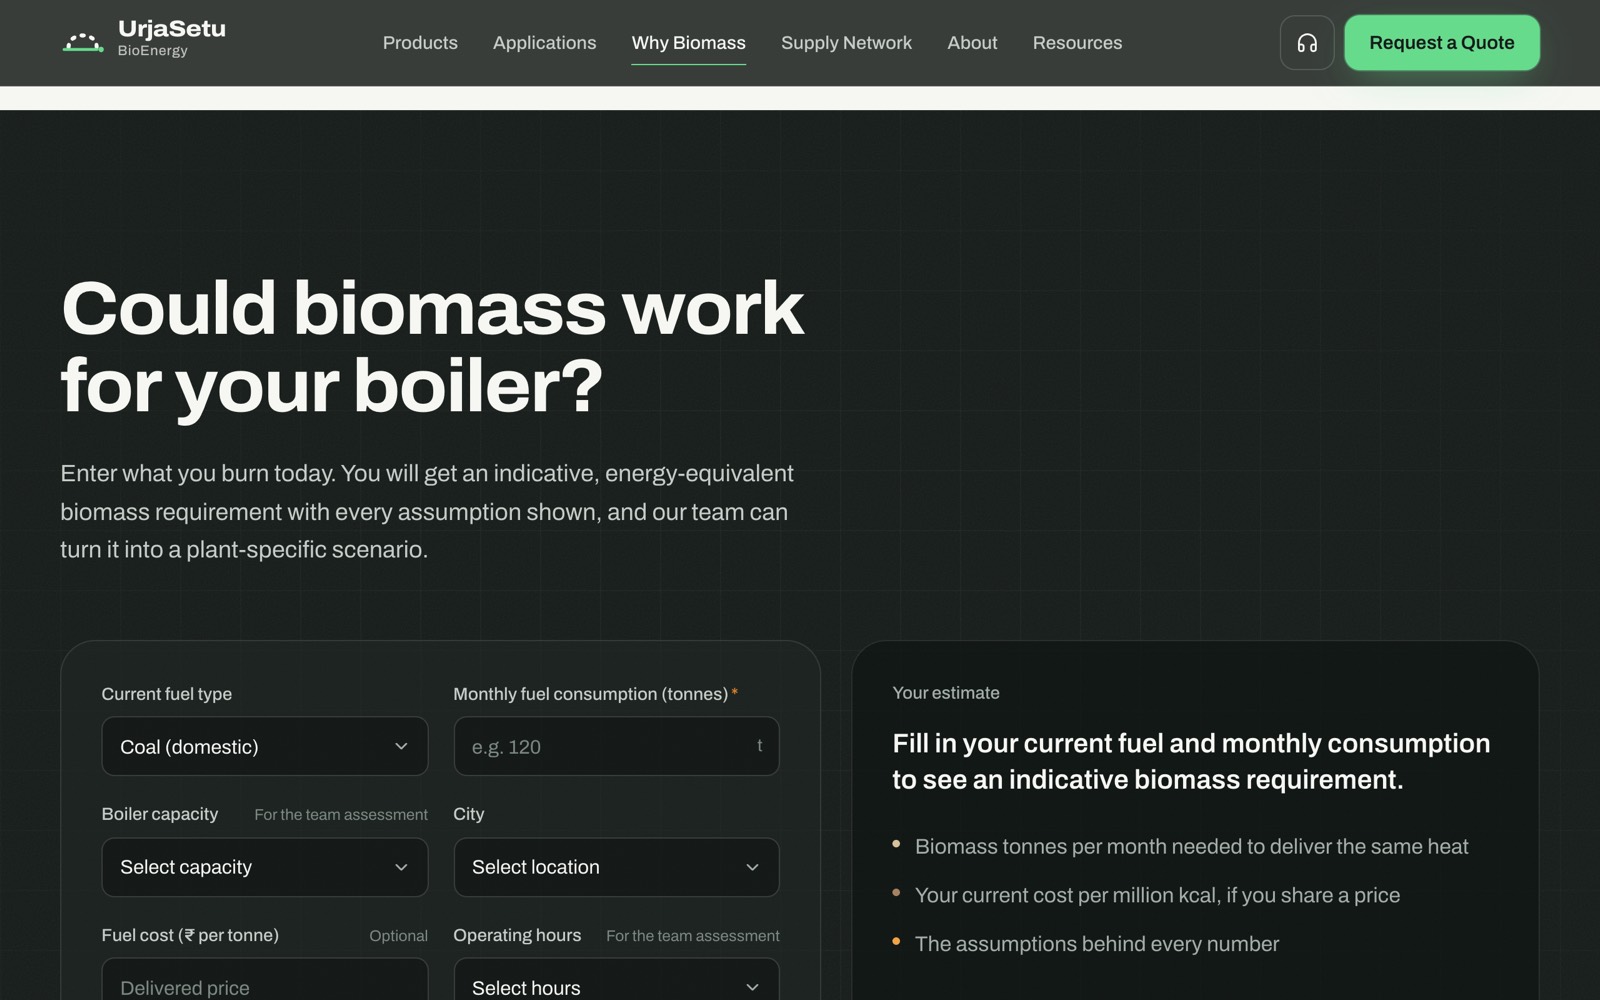 UrjaSetu
BioEnergy
Products
Applications
Why Biomass
Supply Network
About
Resources
Request a Quote
Could biomass work
for your boiler?
Enter what you burn today. You will get an indicative, energy-equivalent
biomass requirement with every assumption shown, and our team can
turn it into a plant-specific scenario.
Current fuel type
Coal (domestic)
Monthly fuel consumption (tonnes) *
e.g. 120
t
Boiler capacity
For the team assessment
Select capacity
City
Select location
Fuel cost (₹ per tonne)
Optional
Delivered price
Operating hours
For the team assessment
Select hours
Your estimate
Fill in your current fuel and monthly consumption
to see an indicative biomass requirement.
Biomass tonnes per month needed to deliver the same heat
Your current cost per million kcal, if you share a price
The assumptions behind every number